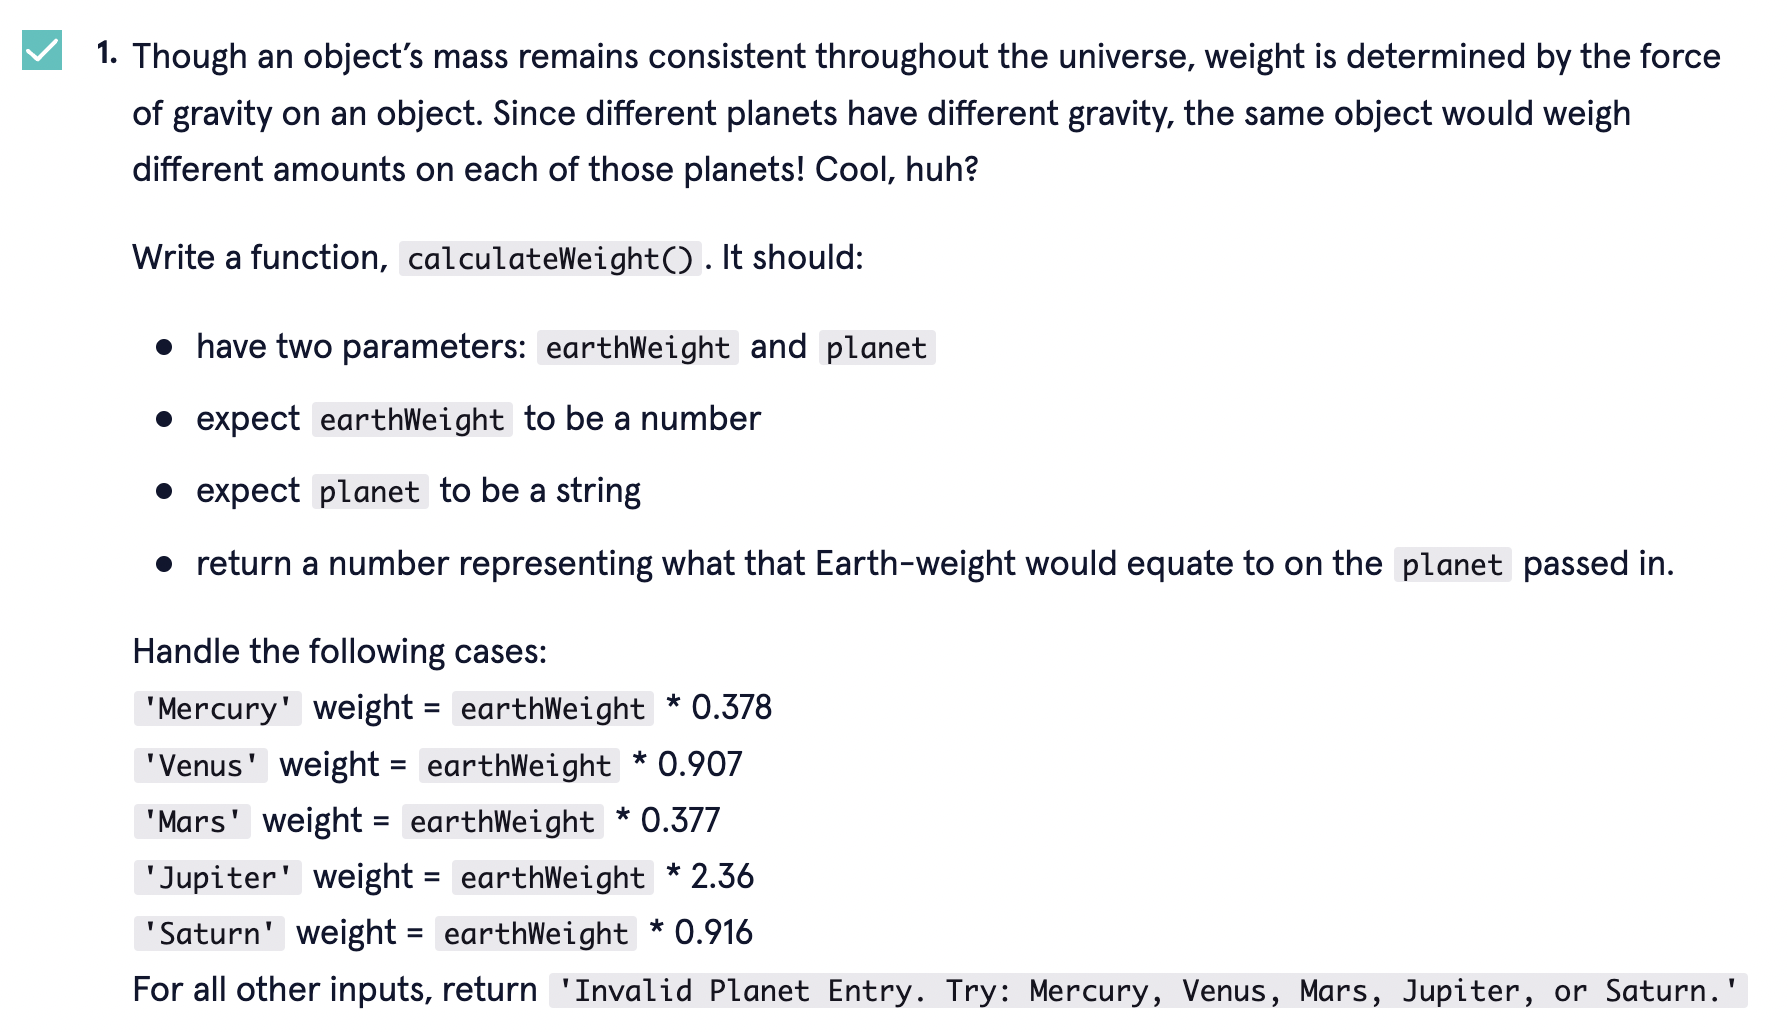 1. Though an object’s mass remains consistent throughout the universe, weight is determined by the force
of gravity on an object. Since different planets have different gravity, the same object would weigh
different amounts on each of those planets! Cool, huh?
Write a function, calculateWeight(). It should:
● have two parameters: earthWeight and planet
● expect earthWeight to be a number
● expect planet to be a string
● return a number representing what that Earth-weight would equate to on the planet passed in.
Handle the following cases:
'Mercury' weight = earthWeight * 0.378
'Venus' weight = earthWeight * 0.907
'Mars' weight = earthWeight * 0.377
'Jupiter' weight = earthWeight * 2.36
'Saturn' weight = earthWeight * 0.916
For all other inputs, return 'Invalid Planet Entry. Try: Mercury, Venus, Mars, Jupiter, or Saturn.'